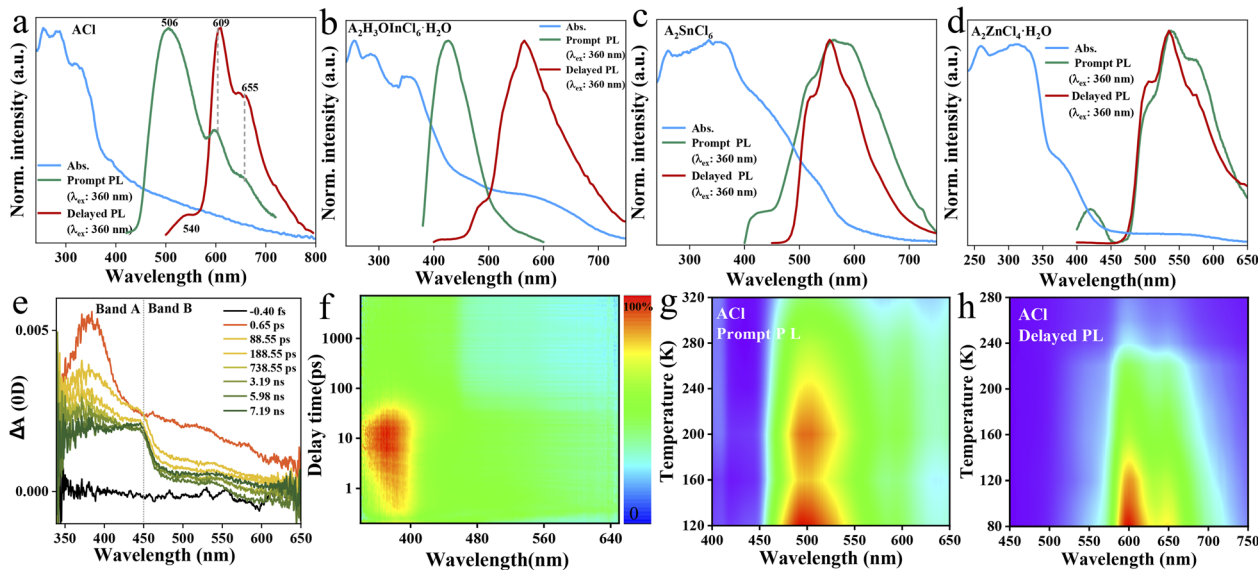 a
ACl
506
609
655
540
Abs.
Prompt PL
(λex: 360 nm)
Delayed PL
(λex: 360 nm)
Norm. intensity (a.u.)
300 400 500 600 700 800
Wavelength (nm)
b
A₂H₃OInCl₆·H₂O
Abs.
Prompt PL
(λex: 360 nm)
Delayed PL
(λex: 360 nm)
Norm. intensity (a.u.)
300 400 500 600 700
Wavelength (nm)
c
A₂SnCl₆
Abs.
Prompt PL
(λex: 360 nm)
Delayed PL
(λex: 360 nm)
Norm. intensity (a.u.)
350 450 550 650 750
Wavelength (nm)
d
A₂ZnCl₄·H₂O
Abs.
Prompt PL
(λex: 360 nm)
Delayed PL
(λex: 360 nm)
Norm. intensity (a.u.)
250 300 350 400 450 500 550 600 650
Wavelength(nm)
e
Band A
Band B
-0.40 fs
0.65 ps
88.55 ps
188.55 ps
738.55 ps
3.19 ns
5.98 ns
7.19 ns
0.005
0.000
ΔA (0D)
350 400 450 500 550 600 650
Wavelength (nm)
f
1000
100
10
1
Delay time(ps)
400 480 560 640
Wavelength(nm)
100%
0
g
ACl
Prompt P L
320
280
240
200
160
120
Temperature (K)
400 450 500 550 600 650
Wavelength (nm)
h
ACl
Delayed PL
280
240
200
160
120
80
Temperature (K)
450 500 550 600 650 700 750
Wavelength (nm)